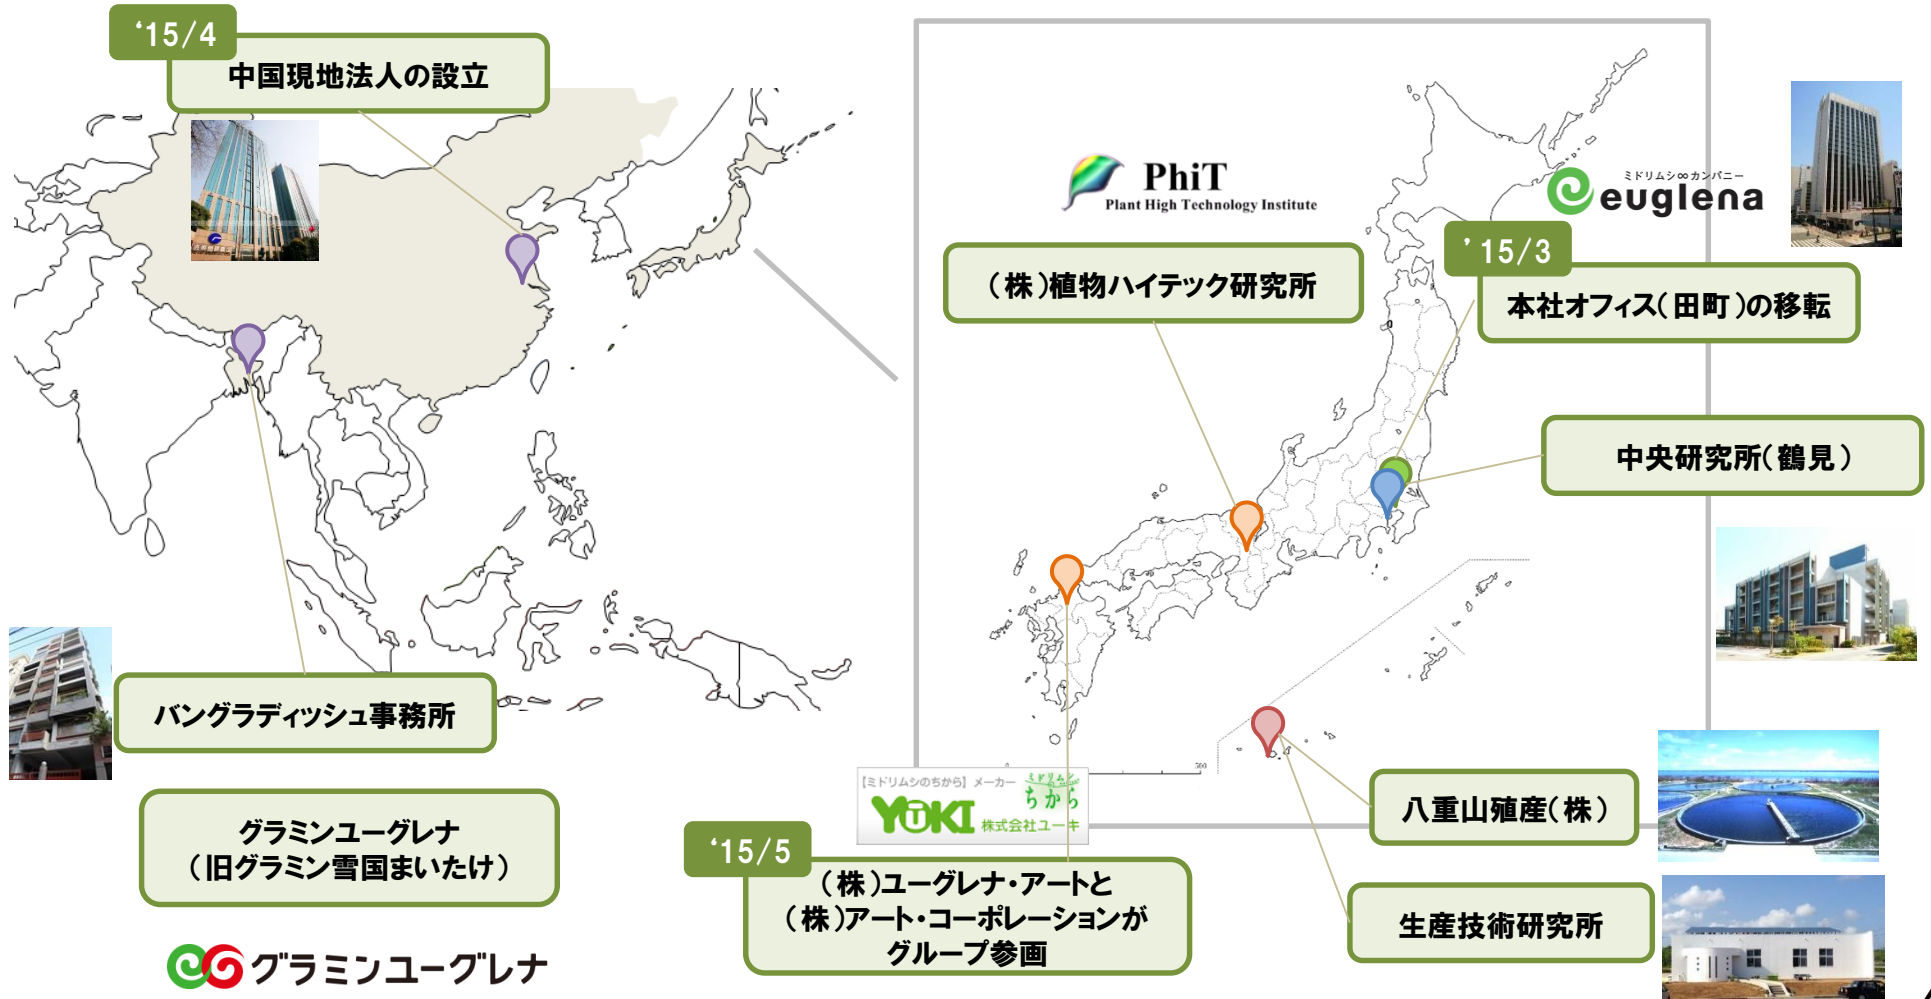 ‘15/4
中国現地法人の設立
PhiT
Plant High Technology Institute
ミドリムシ∞カンパニー
euglena
（株）植物ハイテック研究所
’15/3
本社オフィス（田町）の移転
中央研究所（鶴見）
バングラディッシュ事務所
グラミンユーグレナ
（旧グラミン雪国まいたけ）
グラミンユーグレナ
500
【ミドリムシのちから】メーカー
ミドリムシ
の
ちから
YUKI 株式会社ユーキ
‘15/5
（株）ユーグレナ・アートと
（株）アート・コーポレーションが
グループ参画
八重山殖産（株）
生産技術研究所